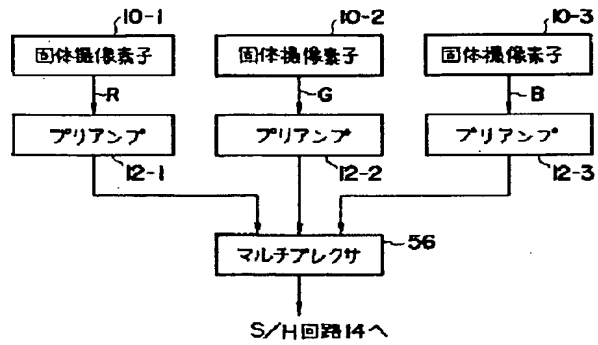 10-1 10-2 10-3
固体撮像素子 固体撮像素子 固体撮像素子
R G B
プリアンプ プリアンプ プリアンプ
12-1 12-2 12-3
マルチプレクサ 56
S/H回路14へ